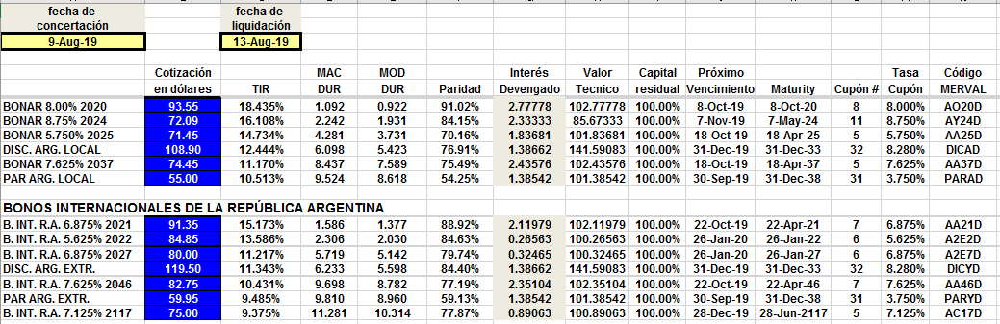 fecha de concertación fecha de liquidación
9-Aug-19 13-Aug-19
Cotización MAC MOD Interés Valor Capital Próximo Tasa Código
en dólares TIR DUR DUR Paridad Devengado Tecnico residual Vencimiento Maturity Cupón # Cupón MERVAL
BONAR 8.00% 2020 93.55 18.435% 1.092 0.922 91.02% 2.77778 102.77778 100.00% 8-Oct-19 8-Oct-20 8 8.000% AO20D
BONAR 8.75% 2024 72.09 16.108% 2.242 1.931 84.15% 2.33333 85.67333 100.00% 7-Nov-19 7-May-24 11 8.750% AY24D
BONAR 5.750% 2025 71.45 14.734% 4.281 3.731 70.16% 1.83681 101.83681 100.00% 18-Oct-19 18-Apr-25 5 5.750% AA25D
DISC. ARG. LOCAL 108.90 12.444% 6.098 5.423 76.91% 1.38662 141.59083 100.00% 31-Dec-19 31-Dec-33 32 8.280% DICAD
BONAR 7.625% 2037 74.45 11.170% 8.437 7.589 75.49% 2.43576 102.43576 100.00% 18-Oct-19 18-Apr-37 5 7.625% AA37D
PAR ARG. LOCAL 55.00 10.513% 9.524 8.618 54.25% 1.38542 101.38542 100.00% 30-Sep-19 31-Dec-38 31 3.750% PARAD
BONOS INTERNACIONALES DE LA REPÚBLICA ARGENTINA
B. INT. R.A. 6.875% 2021 91.35 15.173% 1.586 1.377 88.92% 2.11979 102.11979 100.00% 22-Oct-19 22-Apr-21 7 6.875% AA21D
B. INT. R.A. 5.625% 2022 84.85 13.586% 2.306 2.030 84.63% 0.26563 100.26563 100.00% 26-Jan-20 26-Jan-22 6 5.625% A2E2D
B. INT. R.A. 6.875% 2027 80.00 11.217% 5.719 5.142 79.74% 0.32465 100.32465 100.00% 26-Jan-20 26-Jan-27 6 6.875% A2E7D
DISC. ARG. EXTR. 119.50 11.343% 6.233 5.598 84.40% 1.38662 141.59083 100.00% 31-Dec-19 31-Dec-33 32 8.280% DICYD
B. INT. R.A. 7.625% 2046 82.75 10.431% 9.698 8.782 77.19% 2.35104 102.35104 100.00% 22-Oct-19 22-Apr-46 7 7.625% AA46D
PAR ARG. EXTR. 59.95 9.485% 9.810 8.960 59.13% 1.38542 101.38542 100.00% 30-Sep-19 31-Dec-38 31 3.750% PARYD
B. INT. R.A. 7.125% 2117 75.00 9.375% 11.281 10.314 77.87% 0.89063 100.89063 100.00% 28-Dec-19 28-Jun-2117 5 7.125% AC17D